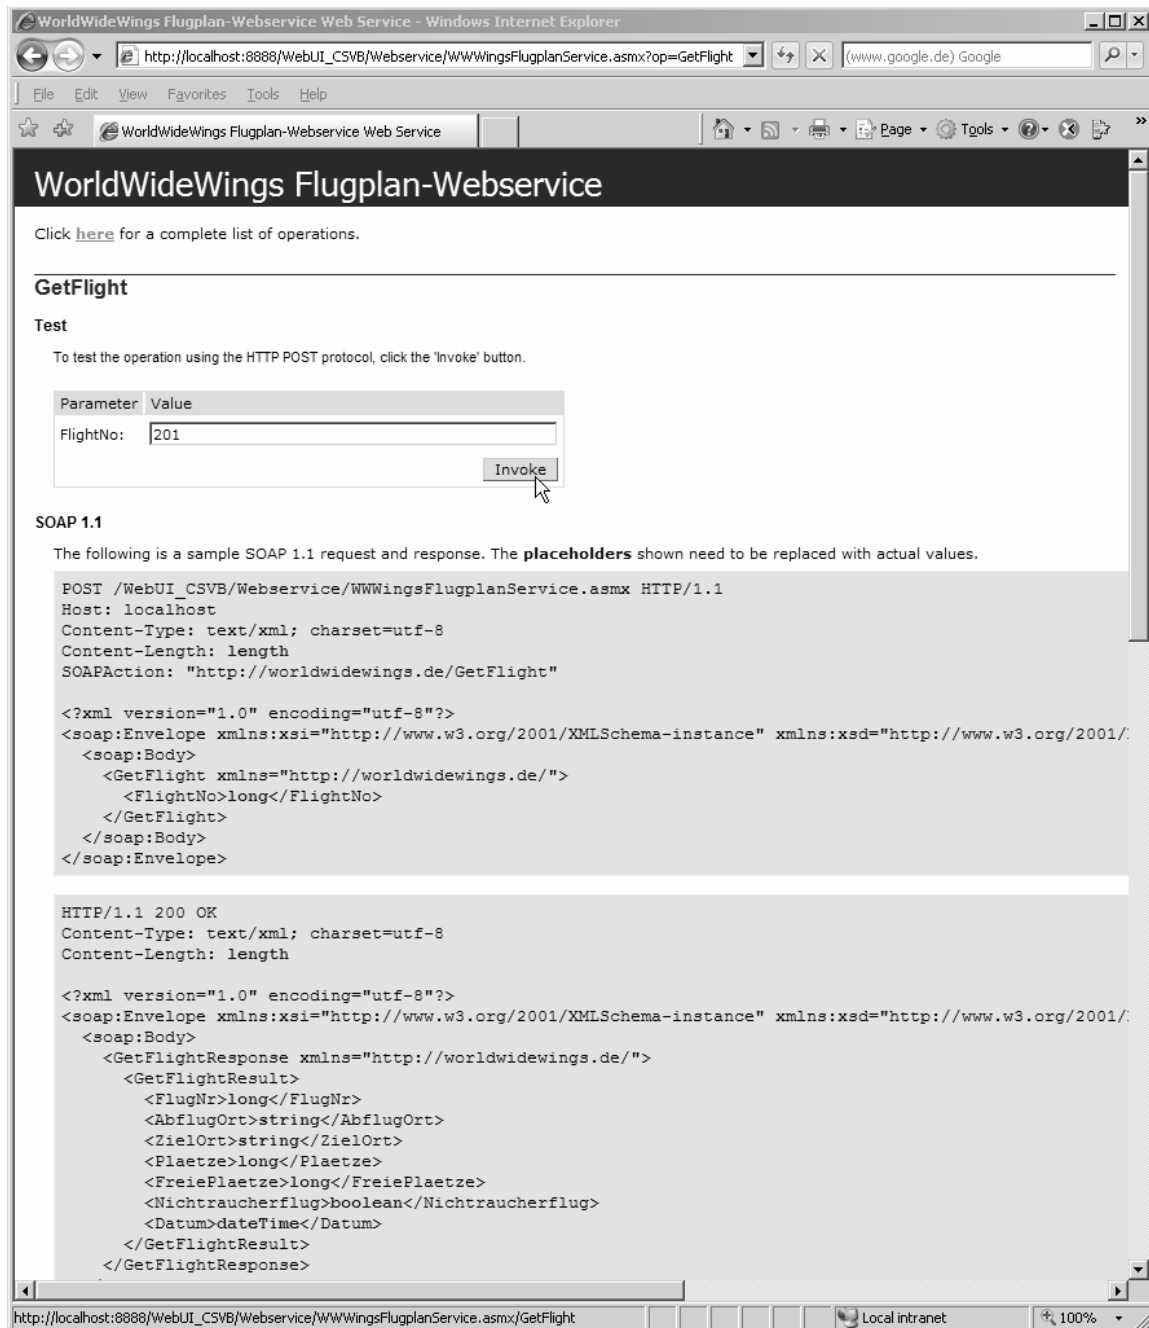 WorldWideWings Flugplan-Webservice Web Service - Windows Internet Explorer
http://localhost:8888/WebUI_CSVB/Webservice/WWWingsFlugplanService.asmx?op=GetFlight
(www.google.de) Google
File Edit View Favorites Tools Help
WorldWideWings Flugplan-Webservice Web Service
Page Tools »
WorldWideWings Flugplan-Webservice
Click here for a complete list of operations.
GetFlight
Test
To test the operation using the HTTP POST protocol, click the 'Invoke' button.
Parameter Value
FlightNo: 201
Invoke
SOAP 1.1
The following is a sample SOAP 1.1 request and response. The placeholders shown need to be replaced with actual values.
POST /WebUI_CSVB/Webservice/WWWingsFlugplanService.asmx HTTP/1.1
Host: localhost
Content-Type: text/xml; charset=utf-8
Content-Length: length
SOAPAction: "http://worldwidewings.de/GetFlight"
<?xml version="1.0" encoding="utf-8"?>
<soap:Envelope xmlns:xsi="http://www.w3.org/2001/XMLSchema-instance" xmlns:xsd="http://www.w3.org/2001/
<soap:Body>
<GetFlight xmlns="http://worldwidewings.de/">
<FlightNo>long</FlightNo>
</GetFlight>
</soap:Body>
</soap:Envelope>
HTTP/1.1 200 OK
Content-Type: text/xml; charset=utf-8
Content-Length: length
<?xml version="1.0" encoding="utf-8"?>
<soap:Envelope xmlns:xsi="http://www.w3.org/2001/XMLSchema-instance" xmlns:xsd="http://www.w3.org/2001/
<soap:Body>
<GetFlightResponse xmlns="http://worldwidewings.de/">
<GetFlightResult>
<FlugNr>long</FlugNr>
<AbflugOrt>string</AbflugOrt>
<ZielOrt>string</ZielOrt>
<Plaetze>long</Plaetze>
<FreiePlaetze>long</FreiePlaetze>
<Nichtraucherflug>boolean</Nichtraucherflug>
<Datum>dateTime</Datum>
</GetFlightResult>
</GetFlightResponse>
http://localhost:8888/WebUI_CSVB/Webservice/WWWingsFlugplanService.asmx/GetFlight Local intranet 100%